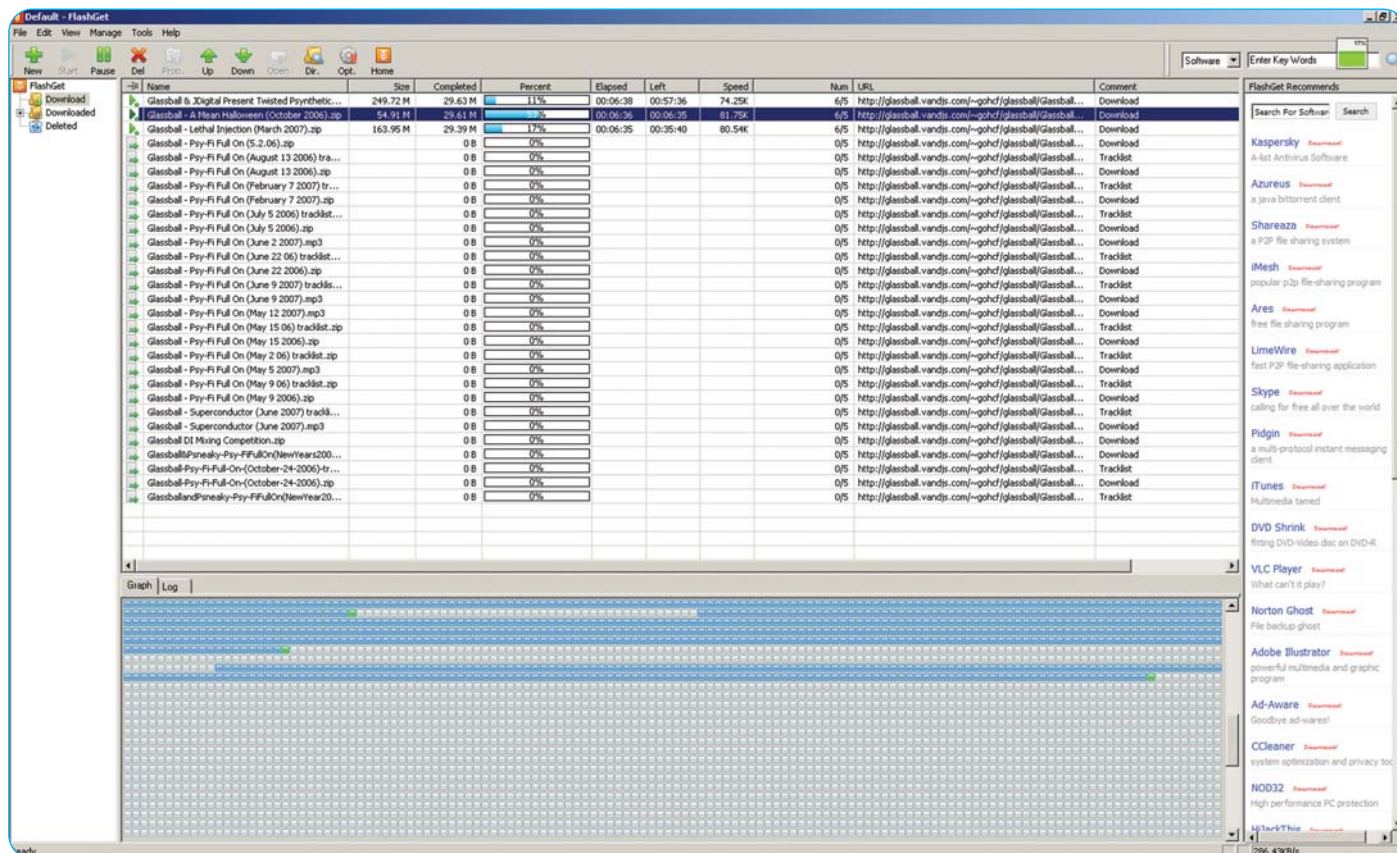 Default - FlashGet
File Edit View Manage Tools Help
New Start Pause Del Prop. Up Down Open Dir. Opt. Home Software Enter Key Words 17%
FlashGet
Download
Downloaded
Deleted
Name Size Completed Percent Elapsed Left Speed Num URL Comment
Glassball & JDigital Present Twisted Psynthetic... 249.72 M 29.63 M 11% 00:06:38 00:57:36 74.25K 6/5 http://glassball.vandjs.com/~gohcf/glassball/Glassball... Download
Glassball - A Mean Halloween (October 2006).zip 54.91 M 29.61 M 53% 00:06:36 00:06:35 81.75K 6/5 http://glassball.vandjs.com/~gohcf/glassball/Glassball... Download
Glassball - Lethal Injection (March 2007).zip 163.95 M 29.39 M 17% 00:06:35 00:35:40 80.54K 6/5 http://glassball.vandjs.com/~gohcf/glassball/Glassball... Download
Glassball - Psy-Fi Full On (5.2.06).zip 0 B 0% 0/5 http://glassball.vandjs.com/~gohcf/glassball/Glassball... Download
Glassball - Psy-Fi Full On (August 13 2006) tra... 0 B 0% 0/5 http://glassball.vandjs.com/~gohcf/glassball/Glassball... Tracklist
Glassball - Psy-Fi Full On (August 13 2006).zip 0 B 0% 0/5 http://glassball.vandjs.com/~gohcf/glassball/Glassball... Download
Glassball - Psy-Fi Full On (February 7 2007) tr... 0 B 0% 0/5 http://glassball.vandjs.com/~gohcf/glassball/Glassball... Tracklist
Glassball - Psy-Fi Full On (February 7 2007).zip 0 B 0% 0/5 http://glassball.vandjs.com/~gohcf/glassball/Glassball... Download
Glassball - Psy-Fi Full On (July 5 2006) tracklist... 0 B 0% 0/5 http://glassball.vandjs.com/~gohcf/glassball/Glassball... Tracklist
Glassball - Psy-Fi Full On (July 5 2006).zip 0 B 0% 0/5 http://glassball.vandjs.com/~gohcf/glassball/Glassball... Download
Glassball - Psy-Fi Full On (June 2 2007).mp3 0 B 0% 0/5 http://glassball.vandjs.com/~gohcf/glassball/Glassball... Download
Glassball - Psy-Fi Full On (June 22 06) tracklist... 0 B 0% 0/5 http://glassball.vandjs.com/~gohcf/glassball/Glassball... Tracklist
Glassball - Psy-Fi Full On (June 22 2006).zip 0 B 0% 0/5 http://glassball.vandjs.com/~gohcf/glassball/Glassball... Download
Glassball - Psy-Fi Full On (June 9 2007) tracklis... 0 B 0% 0/5 http://glassball.vandjs.com/~gohcf/glassball/Glassball... Tracklist
Glassball - Psy-Fi Full On (June 9 2007).mp3 0 B 0% 0/5 http://glassball.vandjs.com/~gohcf/glassball/Glassball... Download
Glassball - Psy-Fi Full On (May 12 2007).mp3 0 B 0% 0/5 http://glassball.vandjs.com/~gohcf/glassball/Glassball... Download
Glassball - Psy-Fi Full On (May 15 06) tracklist.zip 0 B 0% 0/5 http://glassball.vandjs.com/~gohcf/glassball/Glassball... Tracklist
Glassball - Psy-Fi Full On (May 15 2006).zip 0 B 0% 0/5 http://glassball.vandjs.com/~gohcf/glassball/Glassball... Download
Glassball - Psy-Fi Full On (May 2 06) tracklist.zip 0 B 0% 0/5 http://glassball.vandjs.com/~gohcf/glassball/Glassball... Tracklist
Glassball - Psy-Fi Full On (May 5 2007).mp3 0 B 0% 0/5 http://glassball.vandjs.com/~gohcf/glassball/Glassball... Download
Glassball - Psy-Fi Full On (May 9 06) tracklist.zip 0 B 0% 0/5 http://glassball.vandjs.com/~gohcf/glassball/Glassball... Tracklist
Glassball - Psy-Fi Full On (May 9 2006).zip 0 B 0% 0/5 http://glassball.vandjs.com/~gohcf/glassball/Glassball... Download
Glassball - Superconductor (June 2007) trackli... 0 B 0% 0/5 http://glassball.vandjs.com/~gohcf/glassball/Glassball... Tracklist
Glassball - Superconductor (June 2007).mp3 0 B 0% 0/5 http://glassball.vandjs.com/~gohcf/glassball/Glassball... Download
Glassball DI Mixing Competition.zip 0 B 0% 0/5 http://glassball.vandjs.com/~gohcf/glassball/Glassball... Download
Glassball&Psneaky-Psy-FiFullOn(NewYears200... 0 B 0% 0/5 http://glassball.vandjs.com/~gohcf/glassball/Glassball... Download
Glassball-Psy-Fi-Full-On-(October-24-2006)-tr... 0 B 0% 0/5 http://glassball.vandjs.com/~gohcf/glassball/Glassball... Tracklist
Glassball-Psy-Fi-Full-On-(October-24-2006).zip 0 B 0% 0/5 http://glassball.vandjs.com/~gohcf/glassball/Glassball... Download
GlassballandPsneaky-Psy-FiFullOn(NewYear20... 0 B 0% 0/5 http://glassball.vandjs.com/~gohcf/glassball/Glassball... Tracklist
Graph Log
FlashGet Recommends
Search For Softwar Search
Kaspersky Download!
A-list Antivirus Software
Azureus Download!
a java bittorrent client
Shareaza Download!
a P2P file sharing system
iMesh Download!
popular p2p file-sharing program
Ares Download!
free file sharing program
LimeWire Download!
fast P2P file-sharing application
Skype Download!
calling for free all over the world
Pidgin Download!
a multi-protocol instant messaging
client
iTunes Download!
Multimedia tamed
DVD Shrink Download!
fitting DVD-Video disc on DVD-R
VLC Player Download!
What can't it play?
Norton Ghost Download!
File backup ghost
Adobe Illustrator Download!
powerful multimedia and graphic
program
Ad-Aware Download!
Goodbye ad-wares!
CCleaner Download!
system optimization and privacy too
NOD32 Download!
High performance PC protection
HiJackThis Download!
eady 286.43KB/s